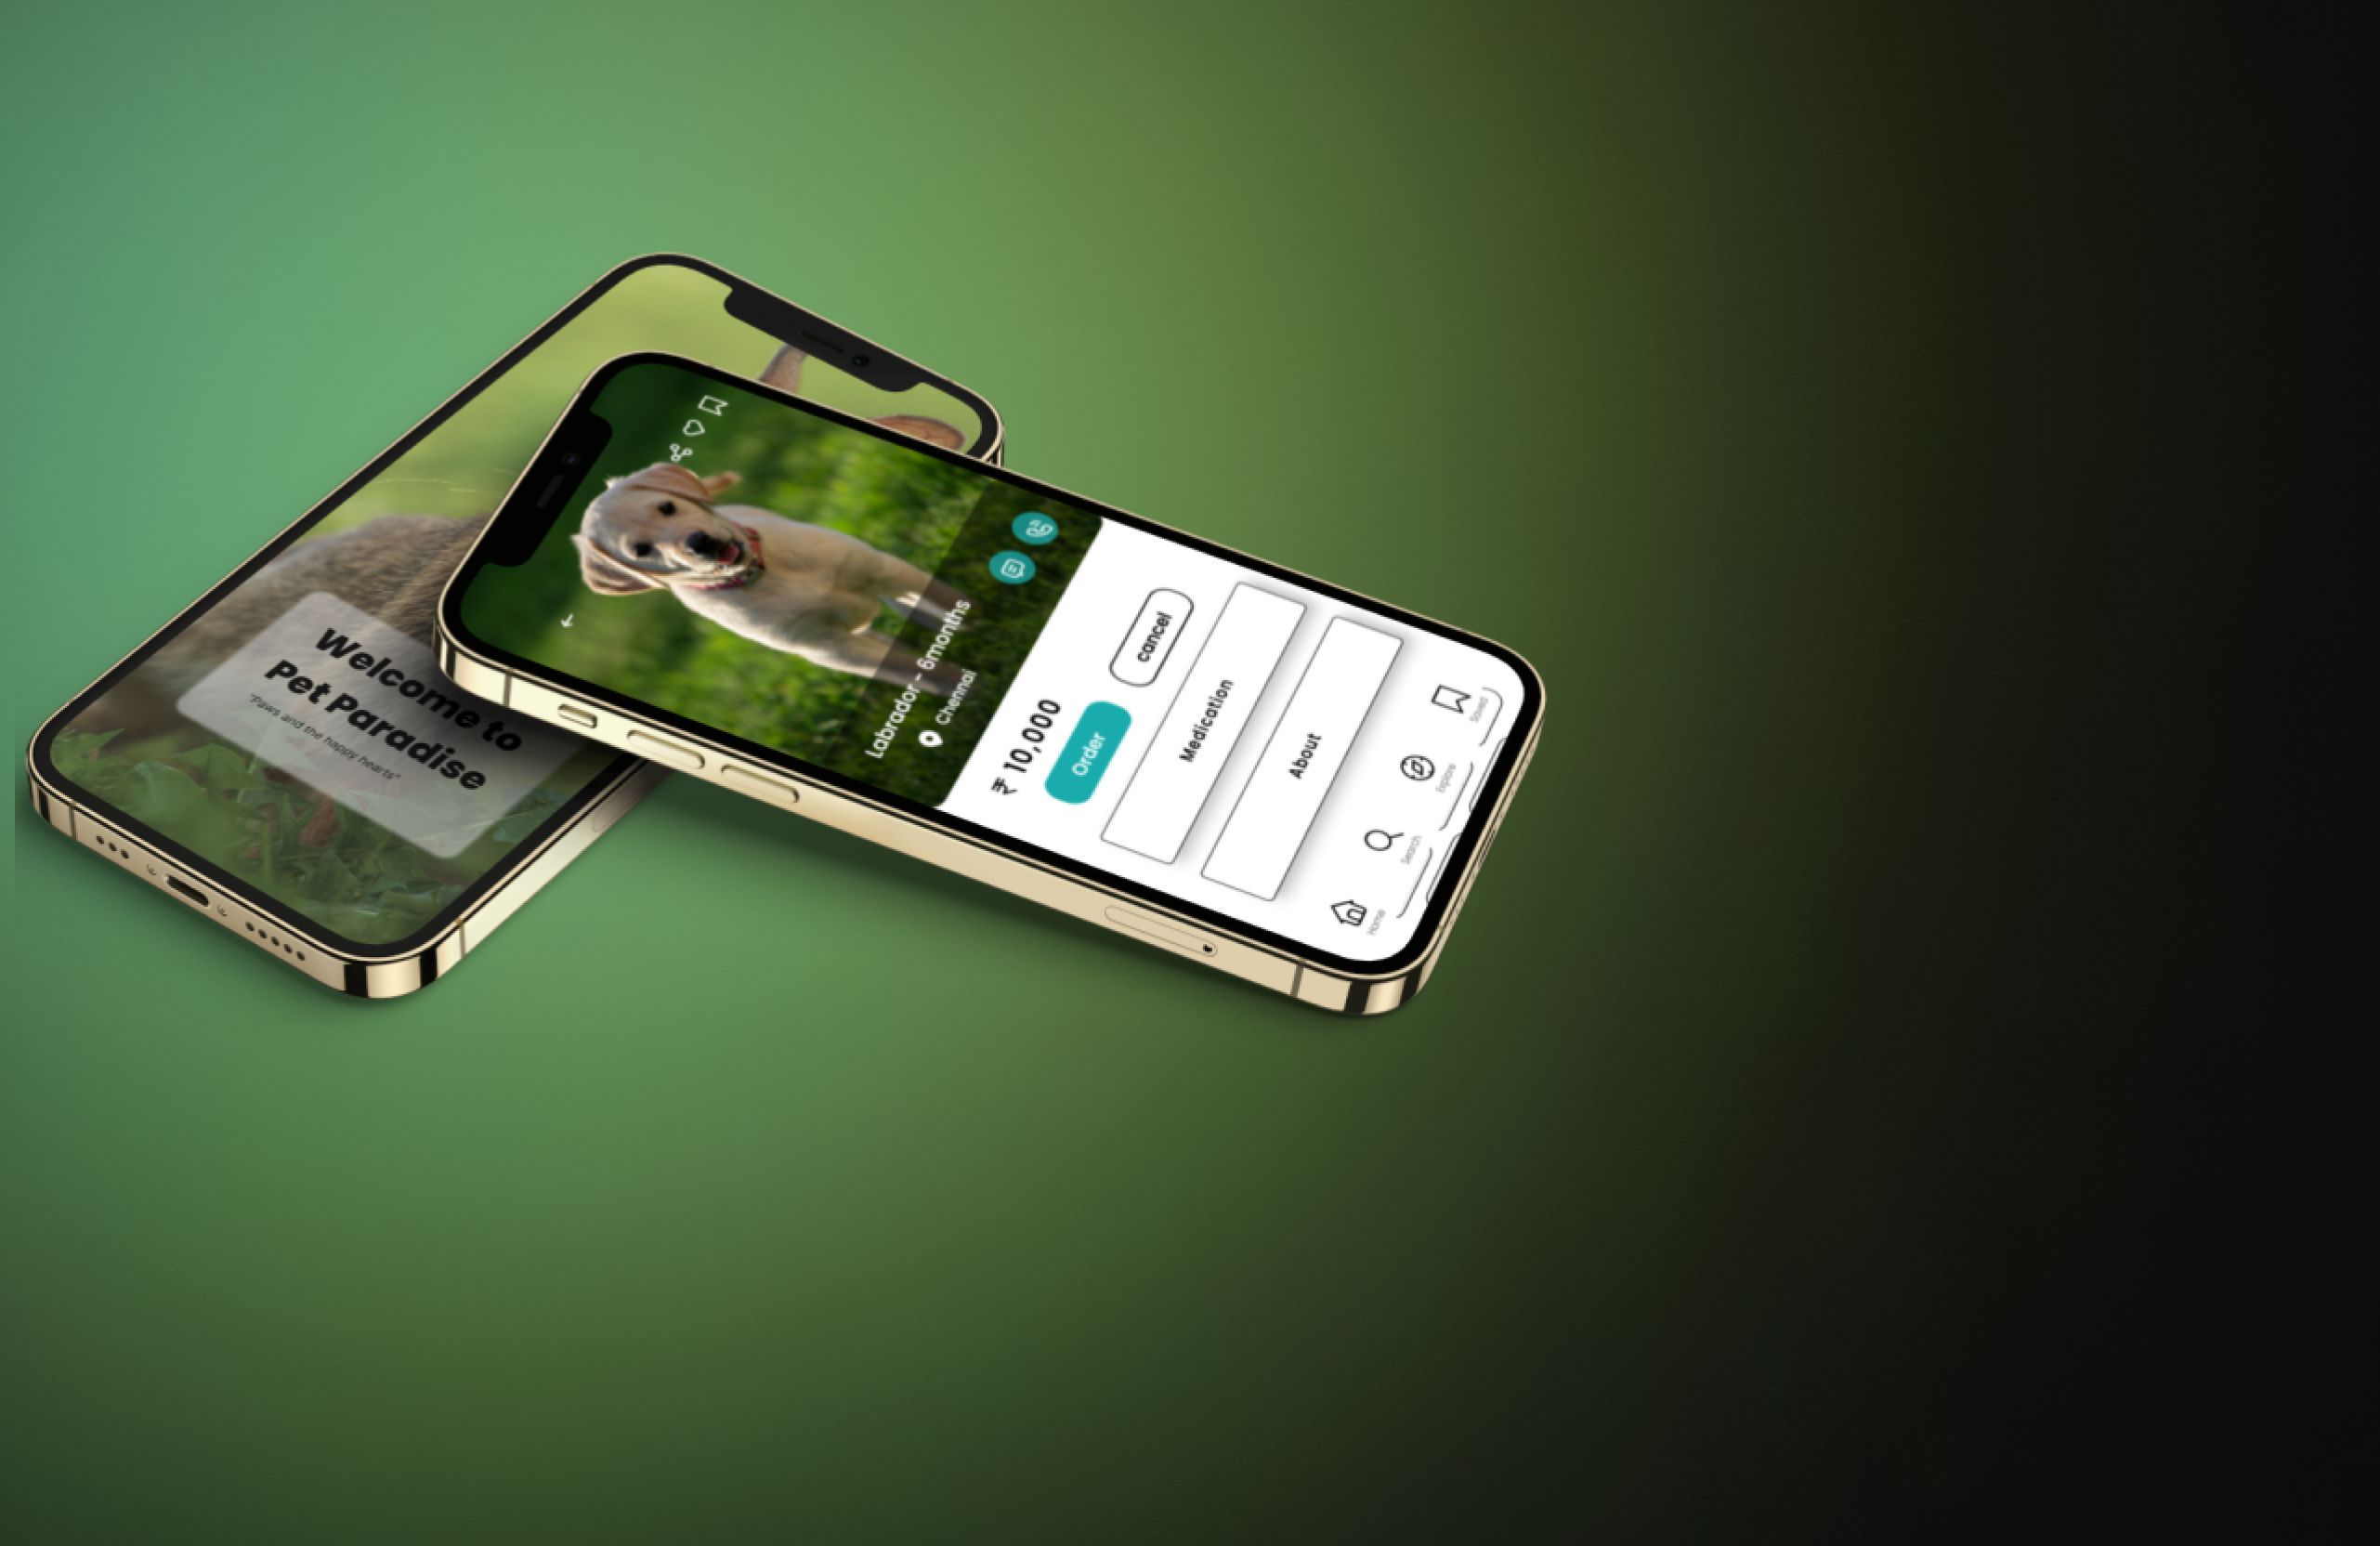 Welcome to
Pet Paradise
"Paws and the happy hearts"
Labrador - 6months
Chennai
₹ 10,000
Order
cancel
Medication
About
Home
Search
Explore
Saved